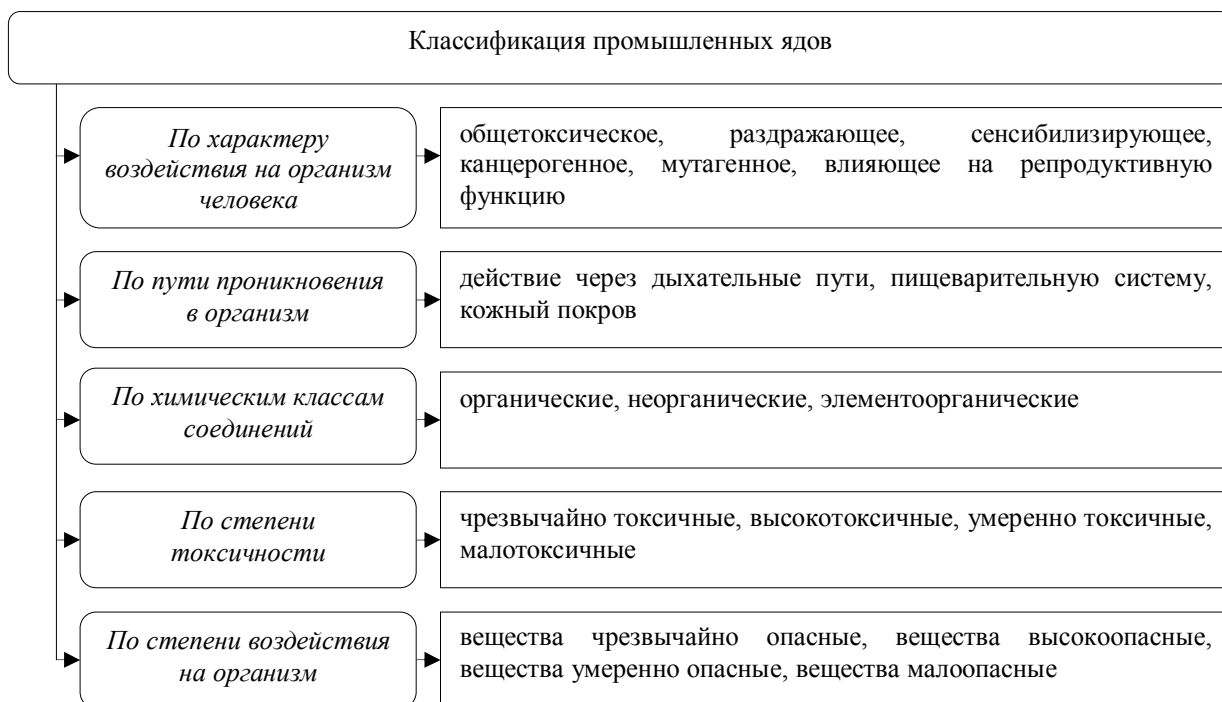 Классификация промышленных ядов
По характеру
воздействия на организм
человека
общетоксическое, раздражающее, сенсибилизирующее,
канцерогенное, мутагенное, влияющее на репродуктивную
функцию
По пути проникновения
в организм
действие через дыхательные пути, пищеварительную систему,
кожный покров
По химическим классам
соединений
органические, неорганические, элементоорганические
По степени
токсичности
чрезвычайно токсичные, высокотоксичные, умеренно токсичные,
малотоксичные
По степени воздействия
на организм
вещества чрезвычайно опасные, вещества высокоопасные,
вещества умеренно опасные, вещества малоопасные